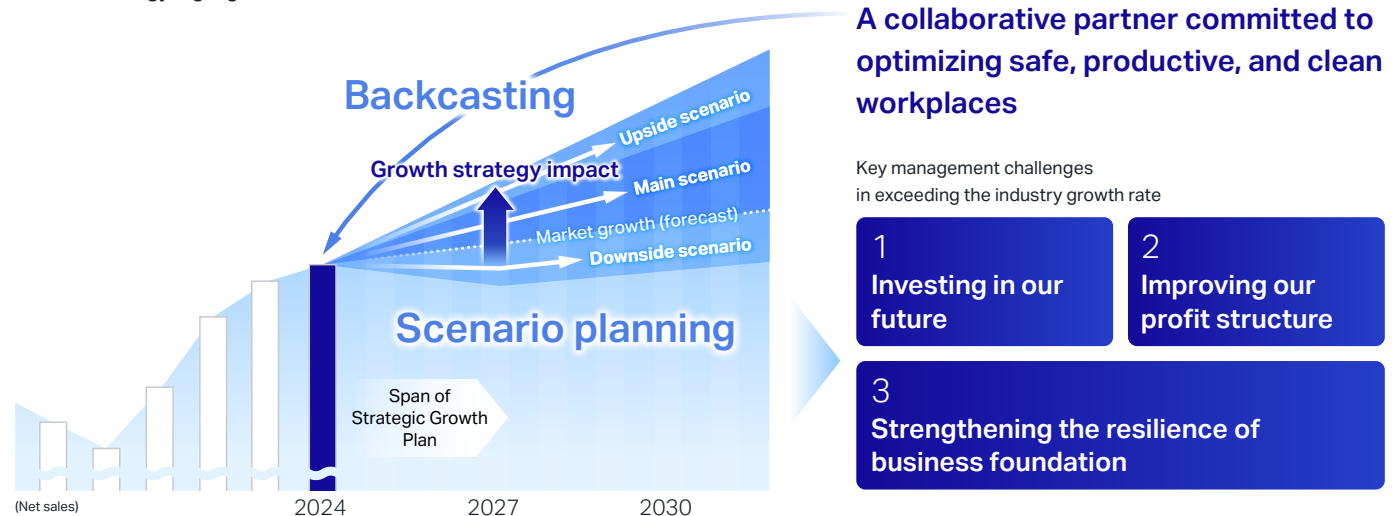 Backcasting
Growth strategy impact
Upside scenario
Main scenario
Market growth (forecast)
Downside scenario
Scenario planning
Span of
Strategic Growth
Plan
(Net sales)
2024
2027
2030
A collaborative partner committed to
optimizing safe, productive, and clean
workplaces
Key management challenges
in exceeding the industry growth rate
1
Investing in our
future
2
Improving our
profit structure
3
Strengthening the resilience of
business foundation